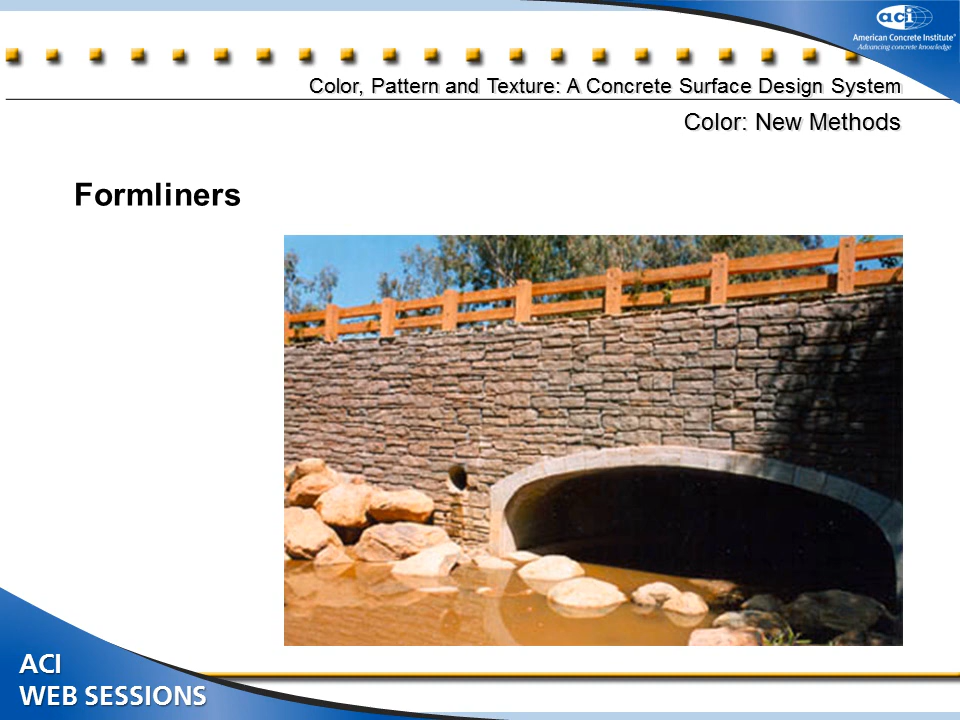 aci
American Concrete Institute®
Advancing concrete knowledge
Color, Pattern and Texture: A Concrete Surface Design System
Color: New Methods
Formliners
ACI
WEB SESSIONS